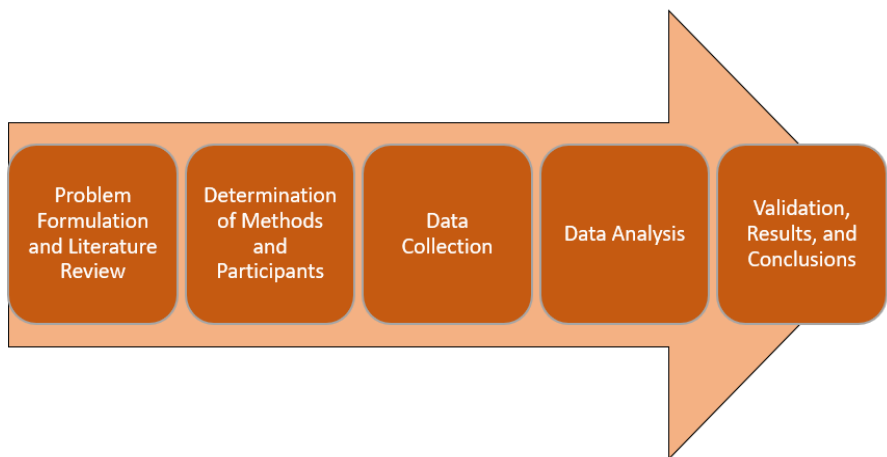 Problem
Formulation
and Literature
Review
Determination
of Methods
and
Participants
Data
Collection
Data Analysis
Validation,
Results, and
Conclusions